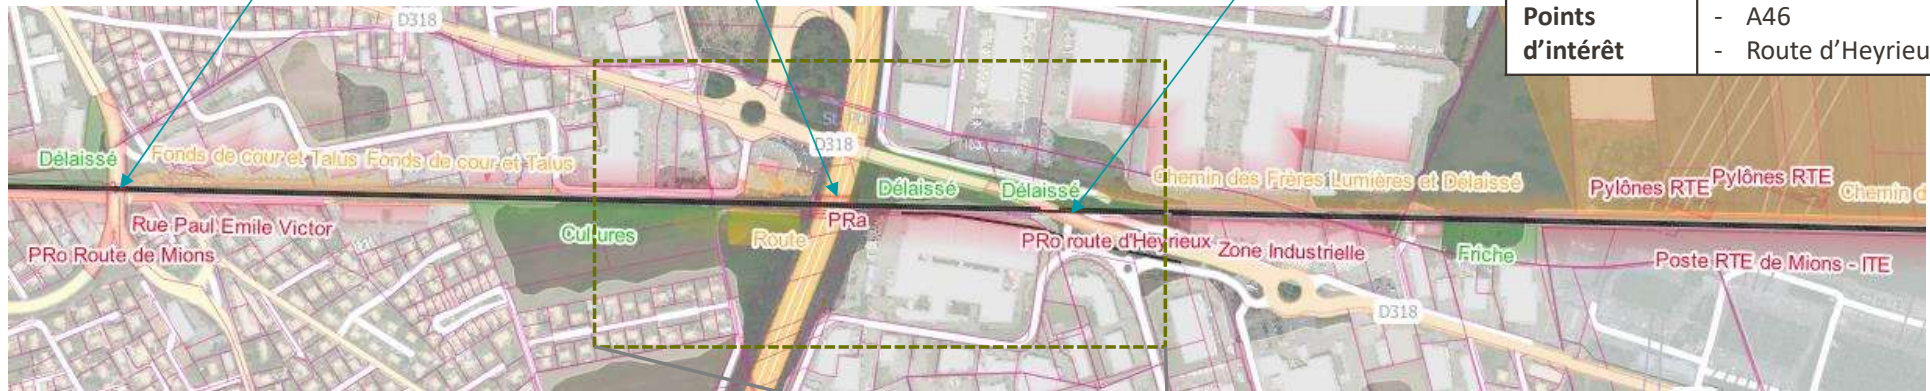 Points
d'intérêt
- A46
- Route d'Heyrieu
D318
D318
Délaissé
Fonds de cour et Talus
Fonds de cour et Talus
Délaissé
Délaissé
Chemin des Frères Lumières et Délaissé
Pylônes RTE
Pylônes RTE
Chemin d
Rue Paul Emile Victor
PRo Route de Mions
Cultures
Route
PRa
PRo route d'Heyrieux
Zone Industrielle
Friche
Poste RTE de Mions - ITE
D318